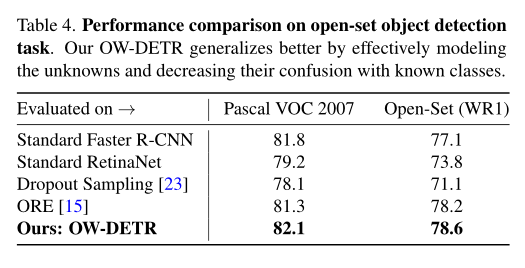 Table 4. Performance comparison on open-set object detection
task. Our OW-DETR generalizes better by effectively modeling
the unknowns and decreasing their confusion with known classes.
Evaluated on → Pascal VOC 2007 Open-Set (WR1)
Standard Faster R-CNN 81.8 77.1
Standard RetinaNet 79.2 73.8
Dropout Sampling [23] 78.1 71.1
ORE [15] 81.3 78.2
Ours: OW-DETR 82.1 78.6